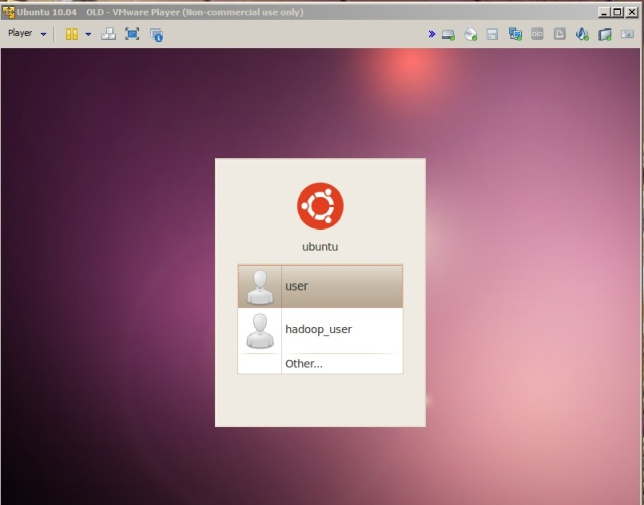 Ubuntu 10.04 OLD - VMware Player (Non-commercial use only)
Player
ubuntu
user
hadoop_user
Other...